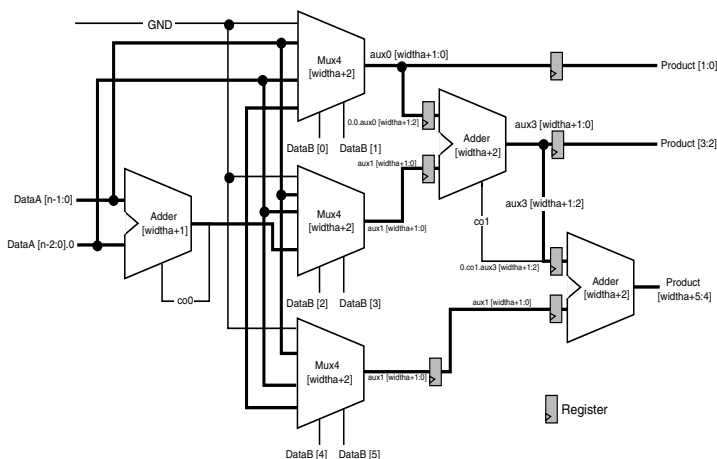 GND
Mux4
[widtha+2]
aux0 [widtha+1:0)
Product [1:0]
0.0.aux0 [widtha+1:2]
Adder
[widtha+2]
aux3 [widtha+1:0)
Product [3:2]
DataB [0]
DataB [1]
aux1 [widtha+1:0]
DataA [n-1:0]
DataA [n-2:0].0
Adder
[widtha+1]
co0
Mux4
[widtha+2]
aux1 [widtha+1:0]
co1
aux3 [widtha+1:2]
0.co1.aux3 [widtha+1:2]
Adder
[widtha+2]
Product
[widtha+5:4]
DataB [2]
DataB [3]
aux1 [widtha+1:0]
Mux4
[widtha+2]
aux1 [widtha+1:0]
DataB [4]
DataB [5]
Register